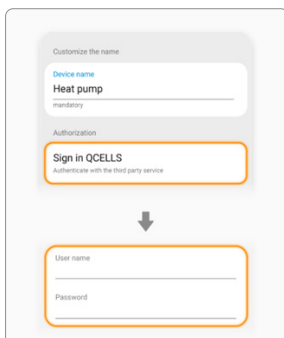 Customize the name
Device name
Heat pump
mandatory
Authorization
Sign in QCELLS
Authenticate with the third party service
User name
Password